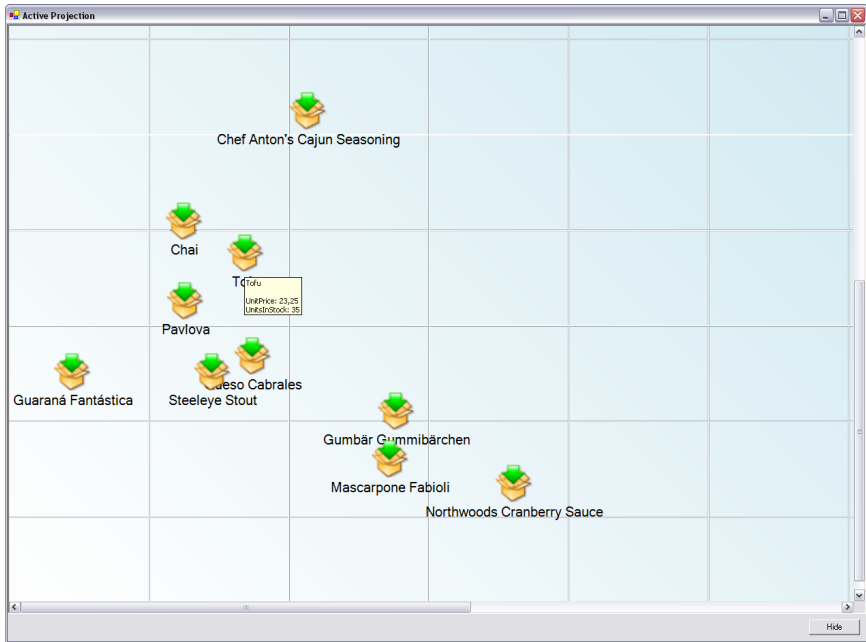 Active Projection
Chef Anton's Cajun Seasoning
Chai
Tofu
UnitPrice: 23,25
UnitsInStock: 35
Pavlova
Cabrales
Guaraná Fantástica
Steeleye Stout
Gumbär Gummibärchen
Mascarpone Fabioli
Northwoods Cranberry Sauce
Hide